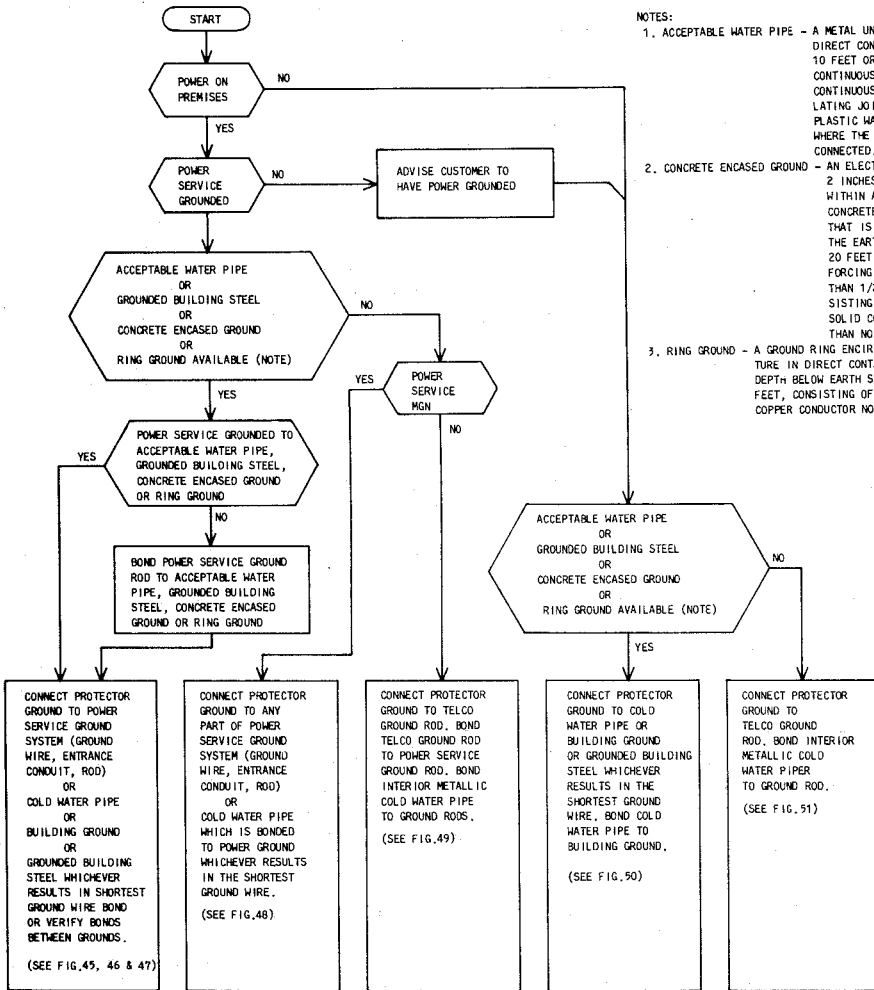 START
POWER ON
PREMISES
NO
YES
POWER
SERVICE
GROUNDED
NO
ADVISE CUSTOMER TO
HAVE POWER GROUNDED
YES
ACCEPTABLE WATER PIPE
OR
GROUNDED BUILDING STEEL
OR
CONCRETE ENCASED GROUND
OR
RING GROUND AVAILABLE (NOTE)
NO
YES
POWER
SERVICE
MGN
YES
NO
POWER SERVICE GROUNDED TO
ACCEPTABLE WATER PIPE,
GROUNDED BUILDING STEEL,
CONCRETE ENCASED GROUND
OR RING GROUND
YES
NO
BOND POWER SERVICE GROUND
ROD TO ACCEPTABLE WATER
PIPE, GROUNDED BUILDING
STEEL, CONCRETE ENCASED
GROUND OR RING GROUND
ACCEPTABLE WATER PIPE
OR
GROUNDED BUILDING STEEL
OR
CONCRETE ENCASED GROUND
OR
RING GROUND AVAILABLE (NOTE)
NO
YES
CONNECT PROTECTOR
GROUND TO POWER
SERVICE GROUND
SYSTEM (GROUND
WIRE, ENTRANCE
CONDUIT, ROD)
OR
COLD WATER PIPE
OR
BUILDING GROUND
OR
GROUNDED BUILDING
STEEL WHICHEVER
RESULTS IN SHORTEST
GROUND WIRE BOND
OR VERIFY BONDS
BETWEEN GROUNDS.
(SEE FIG.45, 46 & 47)
CONNECT PROTECTOR
GROUND TO ANY
PART OF POWER
SERVICE GROUND
SYSTEM (GROUND
WIRE, ENTRANCE
CONDUIT, ROD)
OR
COLD WATER PIPE
WHICH IS BONDED
TO POWER GROUND
WHICHEVER RESULTS
IN THE SHORTEST
GROUND WIRE.
(SEE FIG.48)
CONNECT PROTECTOR
GROUND TO TELCO
GROUND ROD. BOND
TELCO GROUND ROD
TO POWER SERVICE
GROUND ROD. BOND
INTERIOR METALLIC
COLD WATER PIPE
TO GROUND RODS.
(SEE FIG.49)
CONNECT PROTECTOR
GROUND TO COLD
WATER PIPE OR
BUILDING GROUND
OR GROUNDED BUILDING
STEEL WHICHEVER
RESULTS IN THE
SHORTEST GROUND
WIRE. BOND COLD
WATER PIPE TO
BUILDING GROUND.
(SEE FIG.50)
CONNECT PROTECTOR
GROUND TO
TELCO GROUND
ROD. BOND INTERIOR
METALLIC COLD
WATER PIPER
TO GROUND ROD.
(SEE FIG.51)
NOTES:
1. ACCEPTABLE WATER PIPE - A METAL UN
DIRECT CON
10 FEET OR
CONTINUOUS
CONTINUOUS
LATING JOI
PLASTIC WA
WHERE THE
CONNECTED.
2. CONCRETE ENCASED GROUND - AN ELECT
2 INCHES
WITHIN A
CONCRETE
THAT IS
THE EART
20 FEET
FORCING
THAN 1/2
SISTING
SOLID CO
THAN NO
3. RING GROUND - A GROUND RING ENCIR
TURE IN DIRECT CONT
DEPTH BELOW EARTH S
FEET, CONSISTING OF
COPPER CONDUCTOR NO